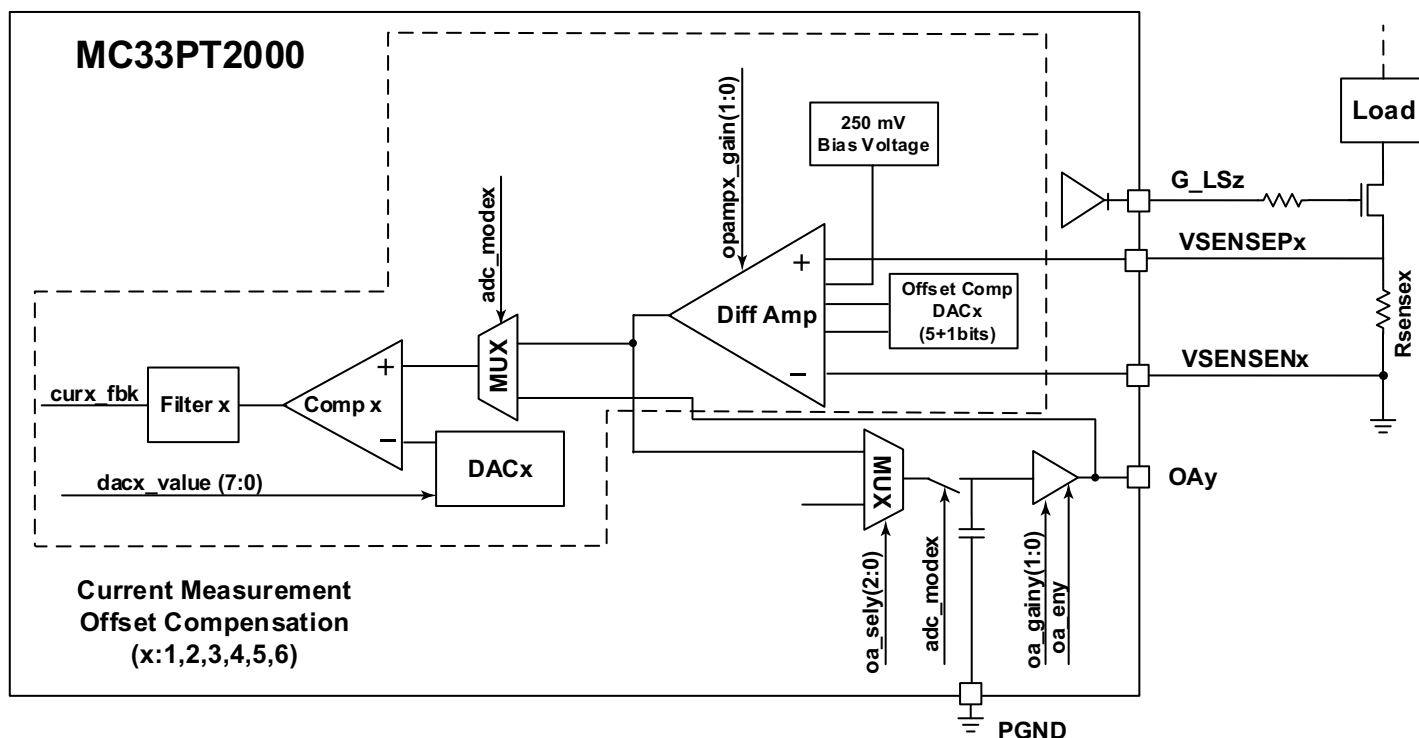 MC33PT2000
opampx_gain(1:0)
250 mV
Bias Voltage
Load
G_LSz
adc_modex
VSENSEPx
+
Diff Amp
Offset Comp
DACx
(5+1bits)
Rsensex
MUX
−
VSENSENx
curx_fbk
Filter x
Comp x
+
−
DACx
dacx_value (7:0)
MUX
OAy
oa_sely(2:0)
adc_modex
oa_gainy(1:0)
oa_eny
Current Measurement
Offset Compensation
(x:1,2,3,4,5,6)
PGND